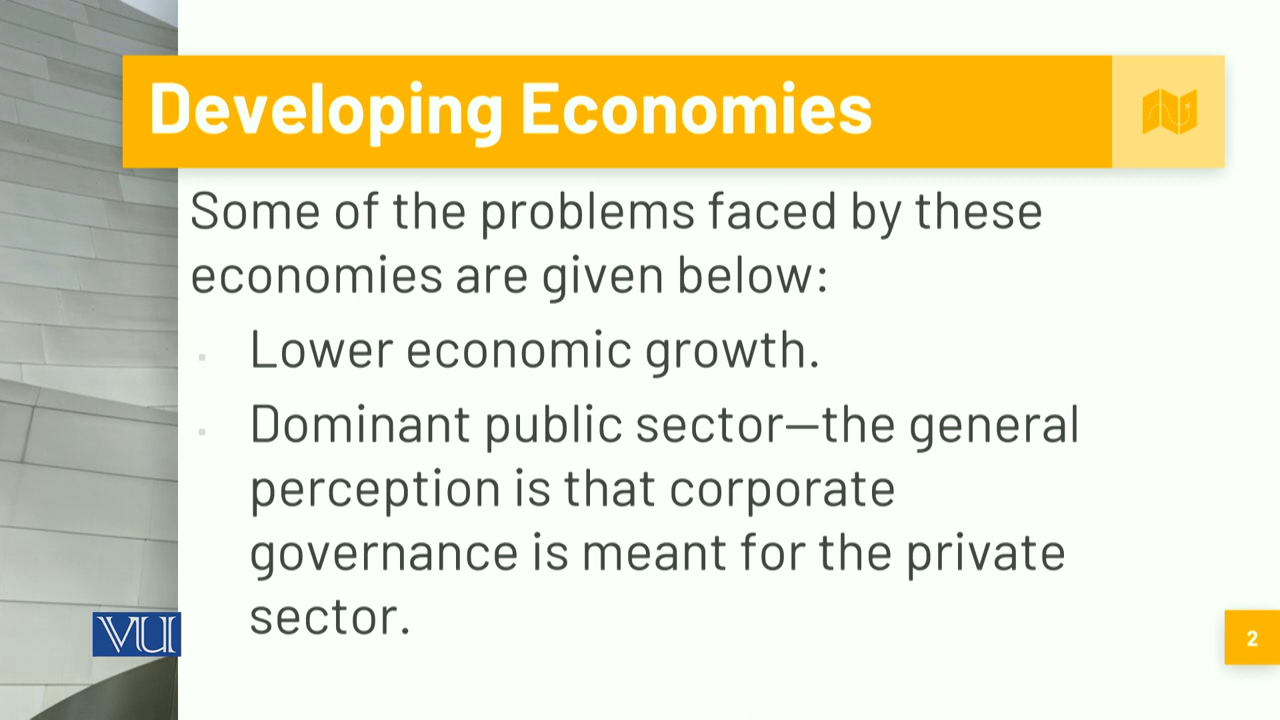 Developing Economies
Some of the problems faced by these
economies are given below:
Lower economic growth.
Dominant public sector—the general
perception is that corporate
governance is meant for the private
sector.
VU
2